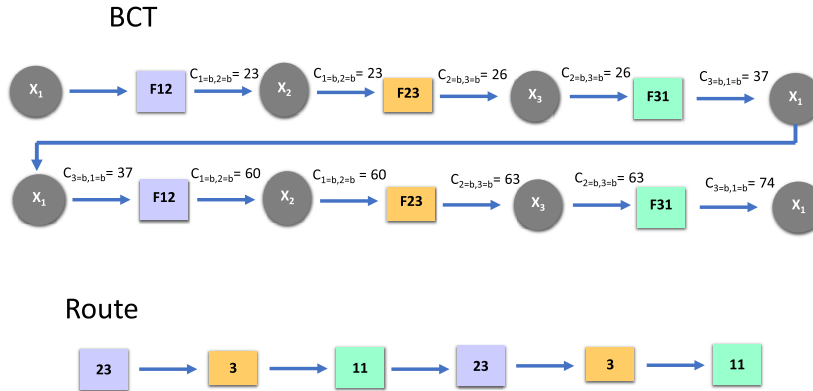 BCT
X₁ F12 C₁₌b,₂₌b= 23 X₂ C₁₌b,₂₌b= 23 F23 C₂₌b,₃₌b= 26 X₃ C₂₌b,₃₌b= 26 F31 C₃₌b,₁₌b= 37 X₁
X₁ C₃₌b,₁₌b= 37 F12 C₁₌b,₂₌b= 60 X₂ C₁₌b,₂₌b= 60 F23 C₂₌b,₃₌b= 63 X₃ C₂₌b,₃₌b= 63 F31 C₃₌b,₁₌b= 74 X₁
Route
23 3 11 23 3 11